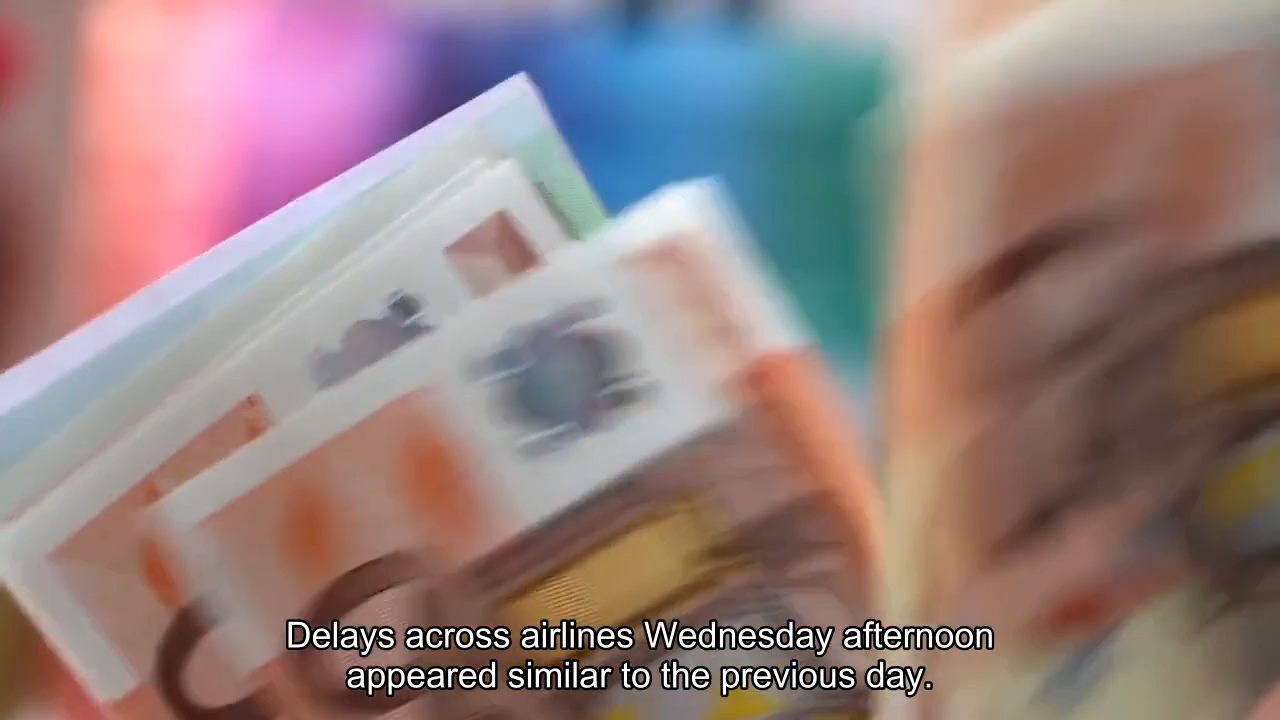 Delays across airlines Wednesday afternoon
appeared similar to the previous day.